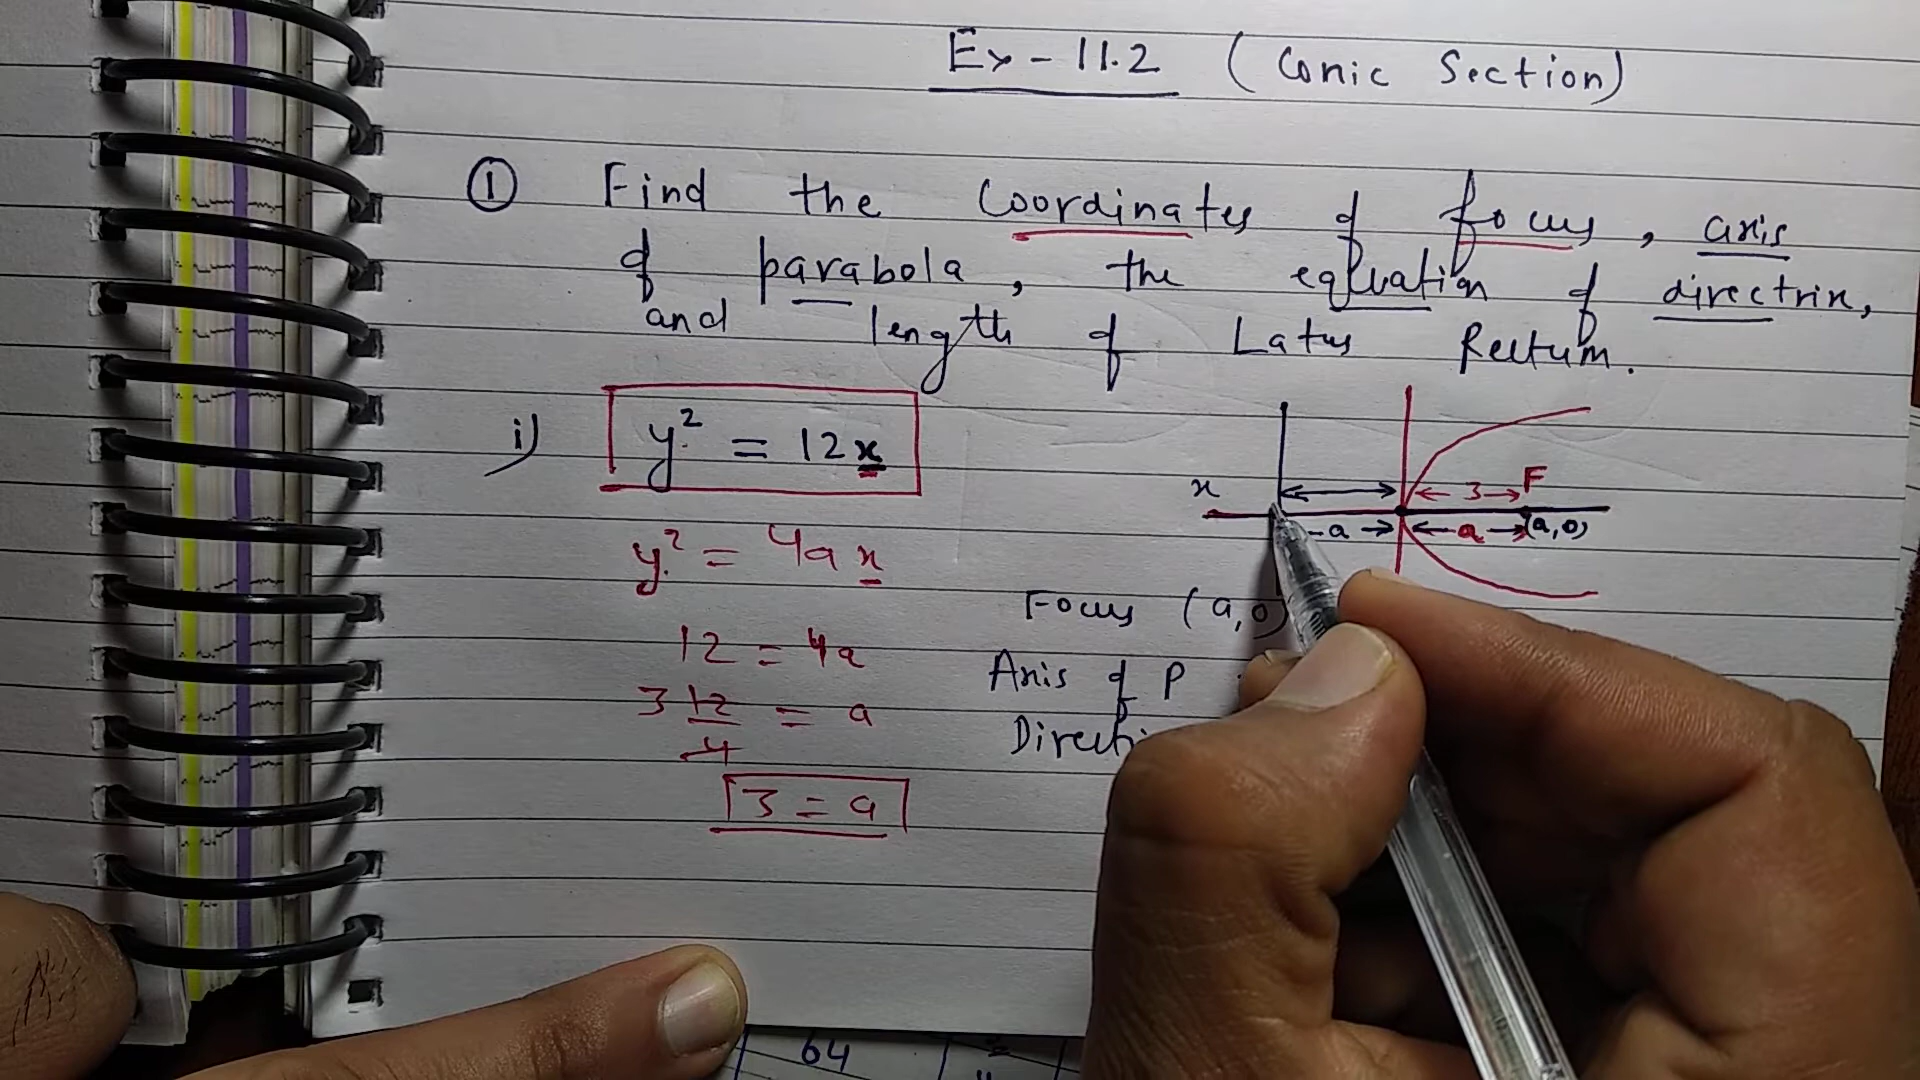 Ex - 11.2 (Conic Section)
① Find the Coordinates of focus, axis
of parabola, the equation of directrix,
and length of Latus Rectum.
i) y² = 12x
y² = 4ax
12 = 4a
3 12/4 = a
3 = a
x
3 F
-a a (a,0)
Focus (a,0)
Axis of P
Directi
64